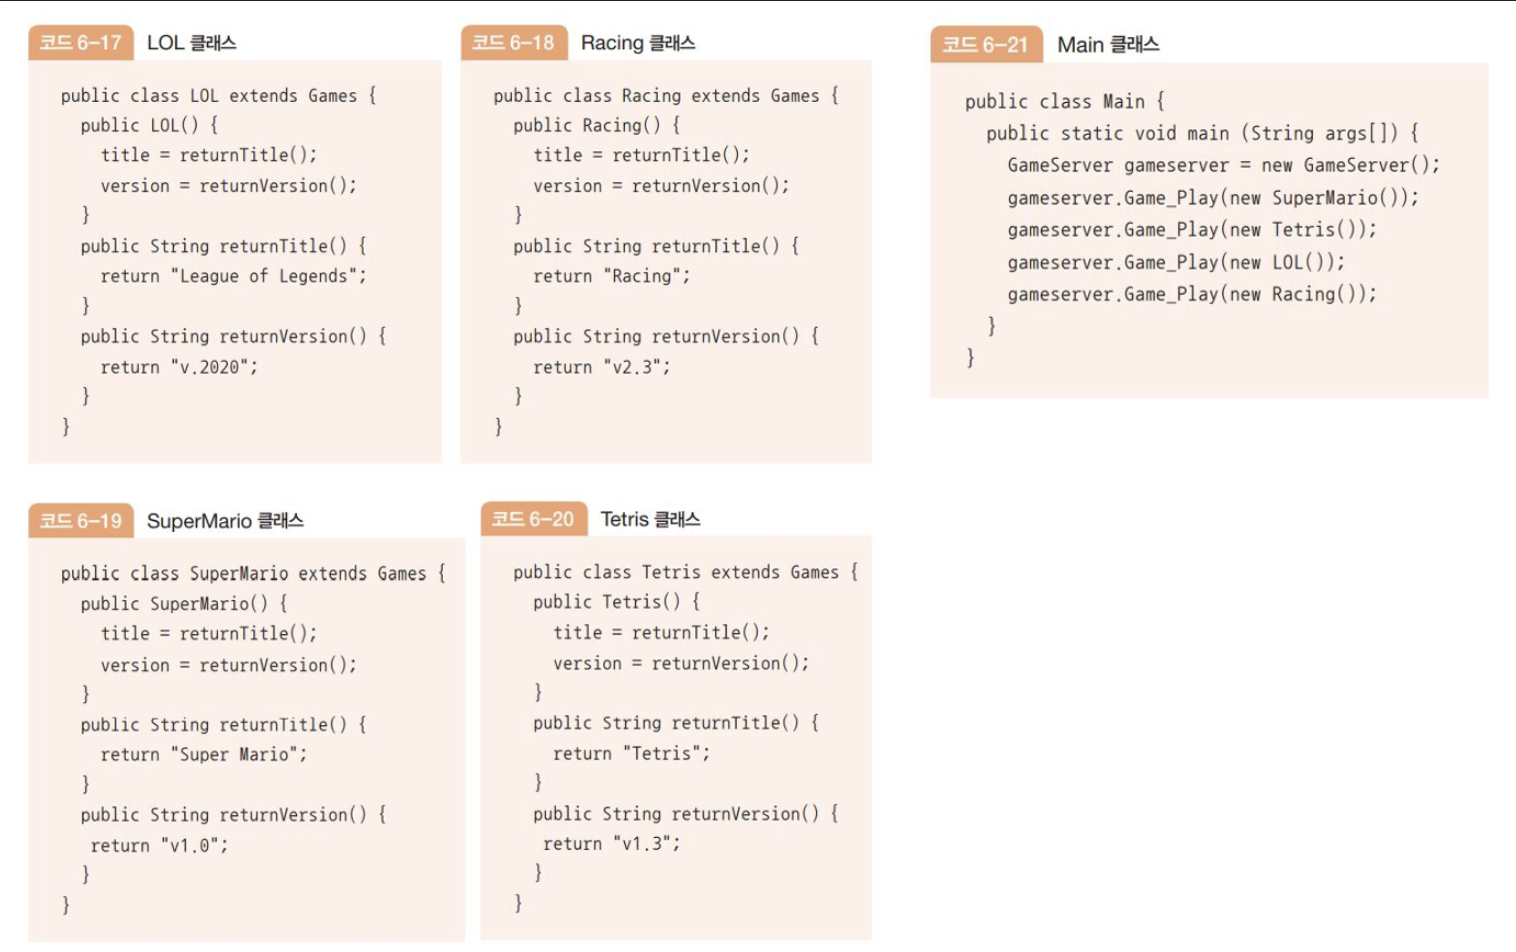 코드 6-17 LOL 클래스
public class LOL extends Games {
public LOL() {
title = returnTitle();
version = returnVersion();
}
public String returnTitle() {
return "League of Legends";
}
public String returnVersion() {
return "v.2020";
}
}
코드 6-18 Racing 클래스
public class Racing extends Games {
public Racing() {
title = returnTitle();
version = returnVersion();
}
public String returnTitle() {
return "Racing";
}
public String returnVersion() {
return "v2.3";
}
}
코드 6-21 Main 클래스
public class Main {
public static void main (String args[]) {
GameServer gameserver = new GameServer();
gameserver.Game_Play(new SuperMario());
gameserver.Game_Play(new Tetris());
gameserver.Game_Play(new LOL());
gameserver.Game_Play(new Racing());
}
}
코드 6-19 SuperMario 클래스
public class SuperMario extends Games {
public SuperMario() {
title = returnTitle();
version = returnVersion();
}
public String returnTitle() {
return "Super Mario";
}
public String returnVersion() {
return "v1.0";
}
}
코드 6-20 Tetris 클래스
public class Tetris extends Games {
public Tetris() {
title = returnTitle();
version = returnVersion();
}
public String returnTitle() {
return "Tetris";
}
public String returnVersion() {
return "v1.3";
}
}